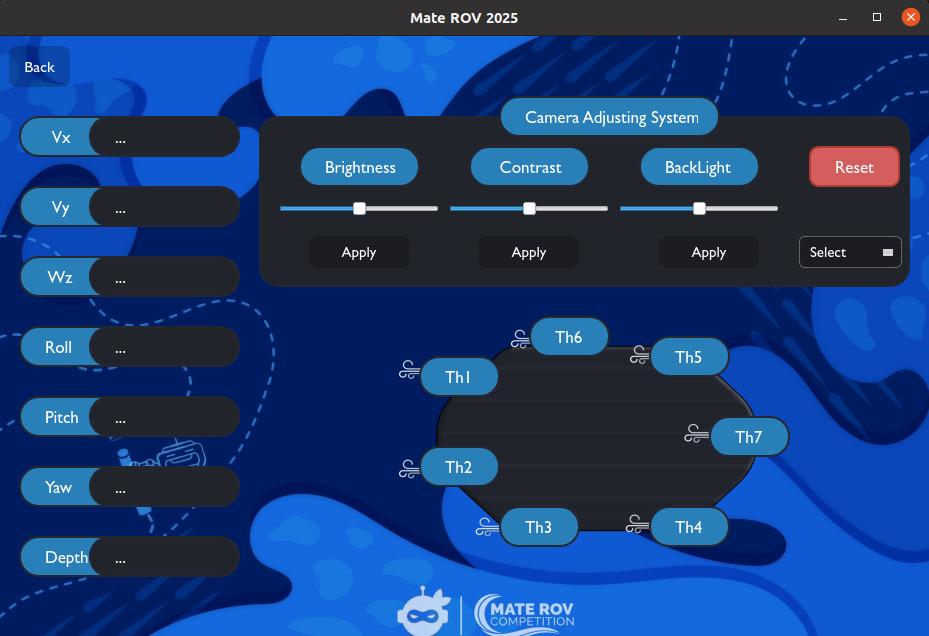 Mate ROV 2025
Back
Camera Adjusting System
Vx ...
Brightness Contrast BackLight Reset
Vy ...
Wz ...
Apply Apply Apply Select
Roll ...
Th6
Th5
Th1
Pitch ...
Th7
Th2
Yaw ...
Th3 Th4
Depth ...
MATE ROV
COMPETITION